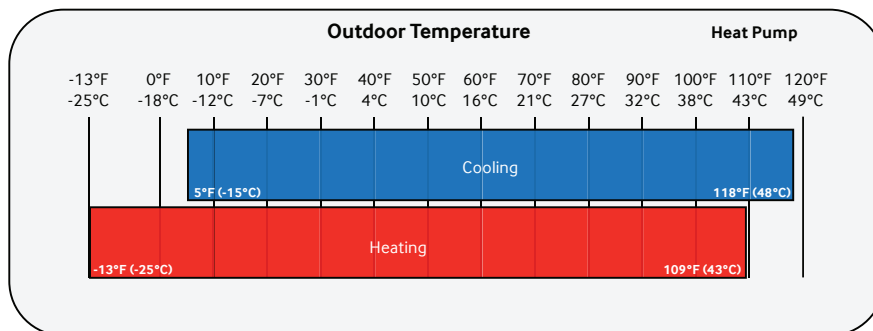 Outdoor Temperature Heat Pump
-13°F 0°F 10°F 20°F 30°F 40°F 50°F 60°F 70°F 80°F 90°F 100°F 110°F 120°F
-25°C -18°C -12°C -7°C -1°C 4°C 10°C 16°C 21°C 27°C 32°C 38°C 43°C 49°C
Cooling
5°F (-15°C) 118°F (48°C)
Heating
-13°F (-25°C) 109°F (43°C)